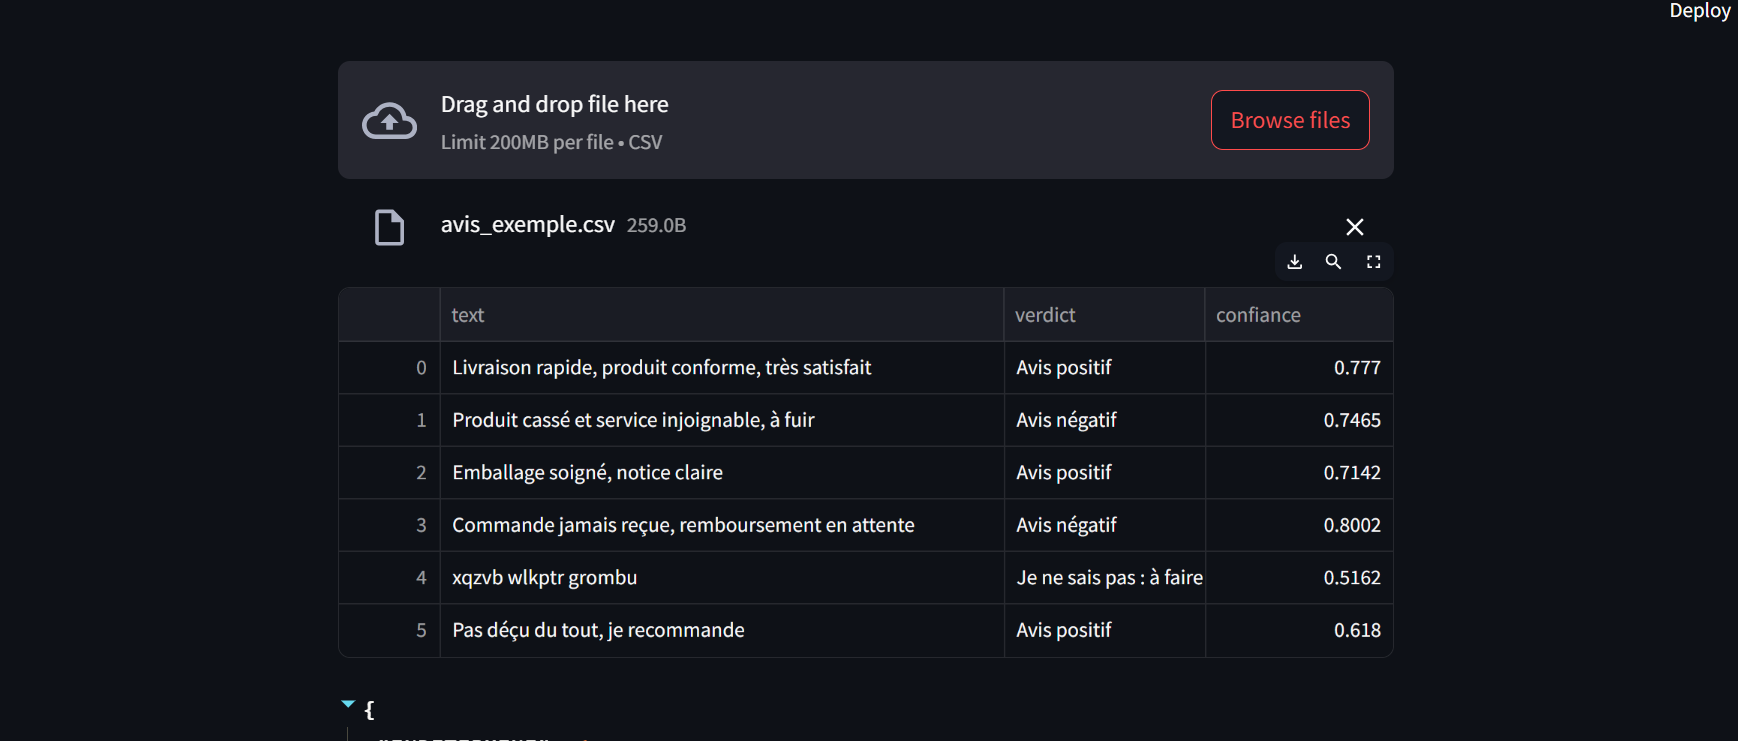 Deploy
Drag and drop file here
Limit 200MB per file • CSV
Browse files
avis_exemple.csv 259.0B
text verdict confiance
0 Livraison rapide, produit conforme, très satisfait Avis positif 0.777
1 Produit cassé et service injoignable, à fuir Avis négatif 0.7465
2 Emballage soigné, notice claire Avis positif 0.7142
3 Commande jamais reçue, remboursement en attente Avis négatif 0.8002
4 xqzvb wlkptr grombu Je ne sais pas : à faire 0.5162
5 Pas déçu du tout, je recommande Avis positif 0.618
{